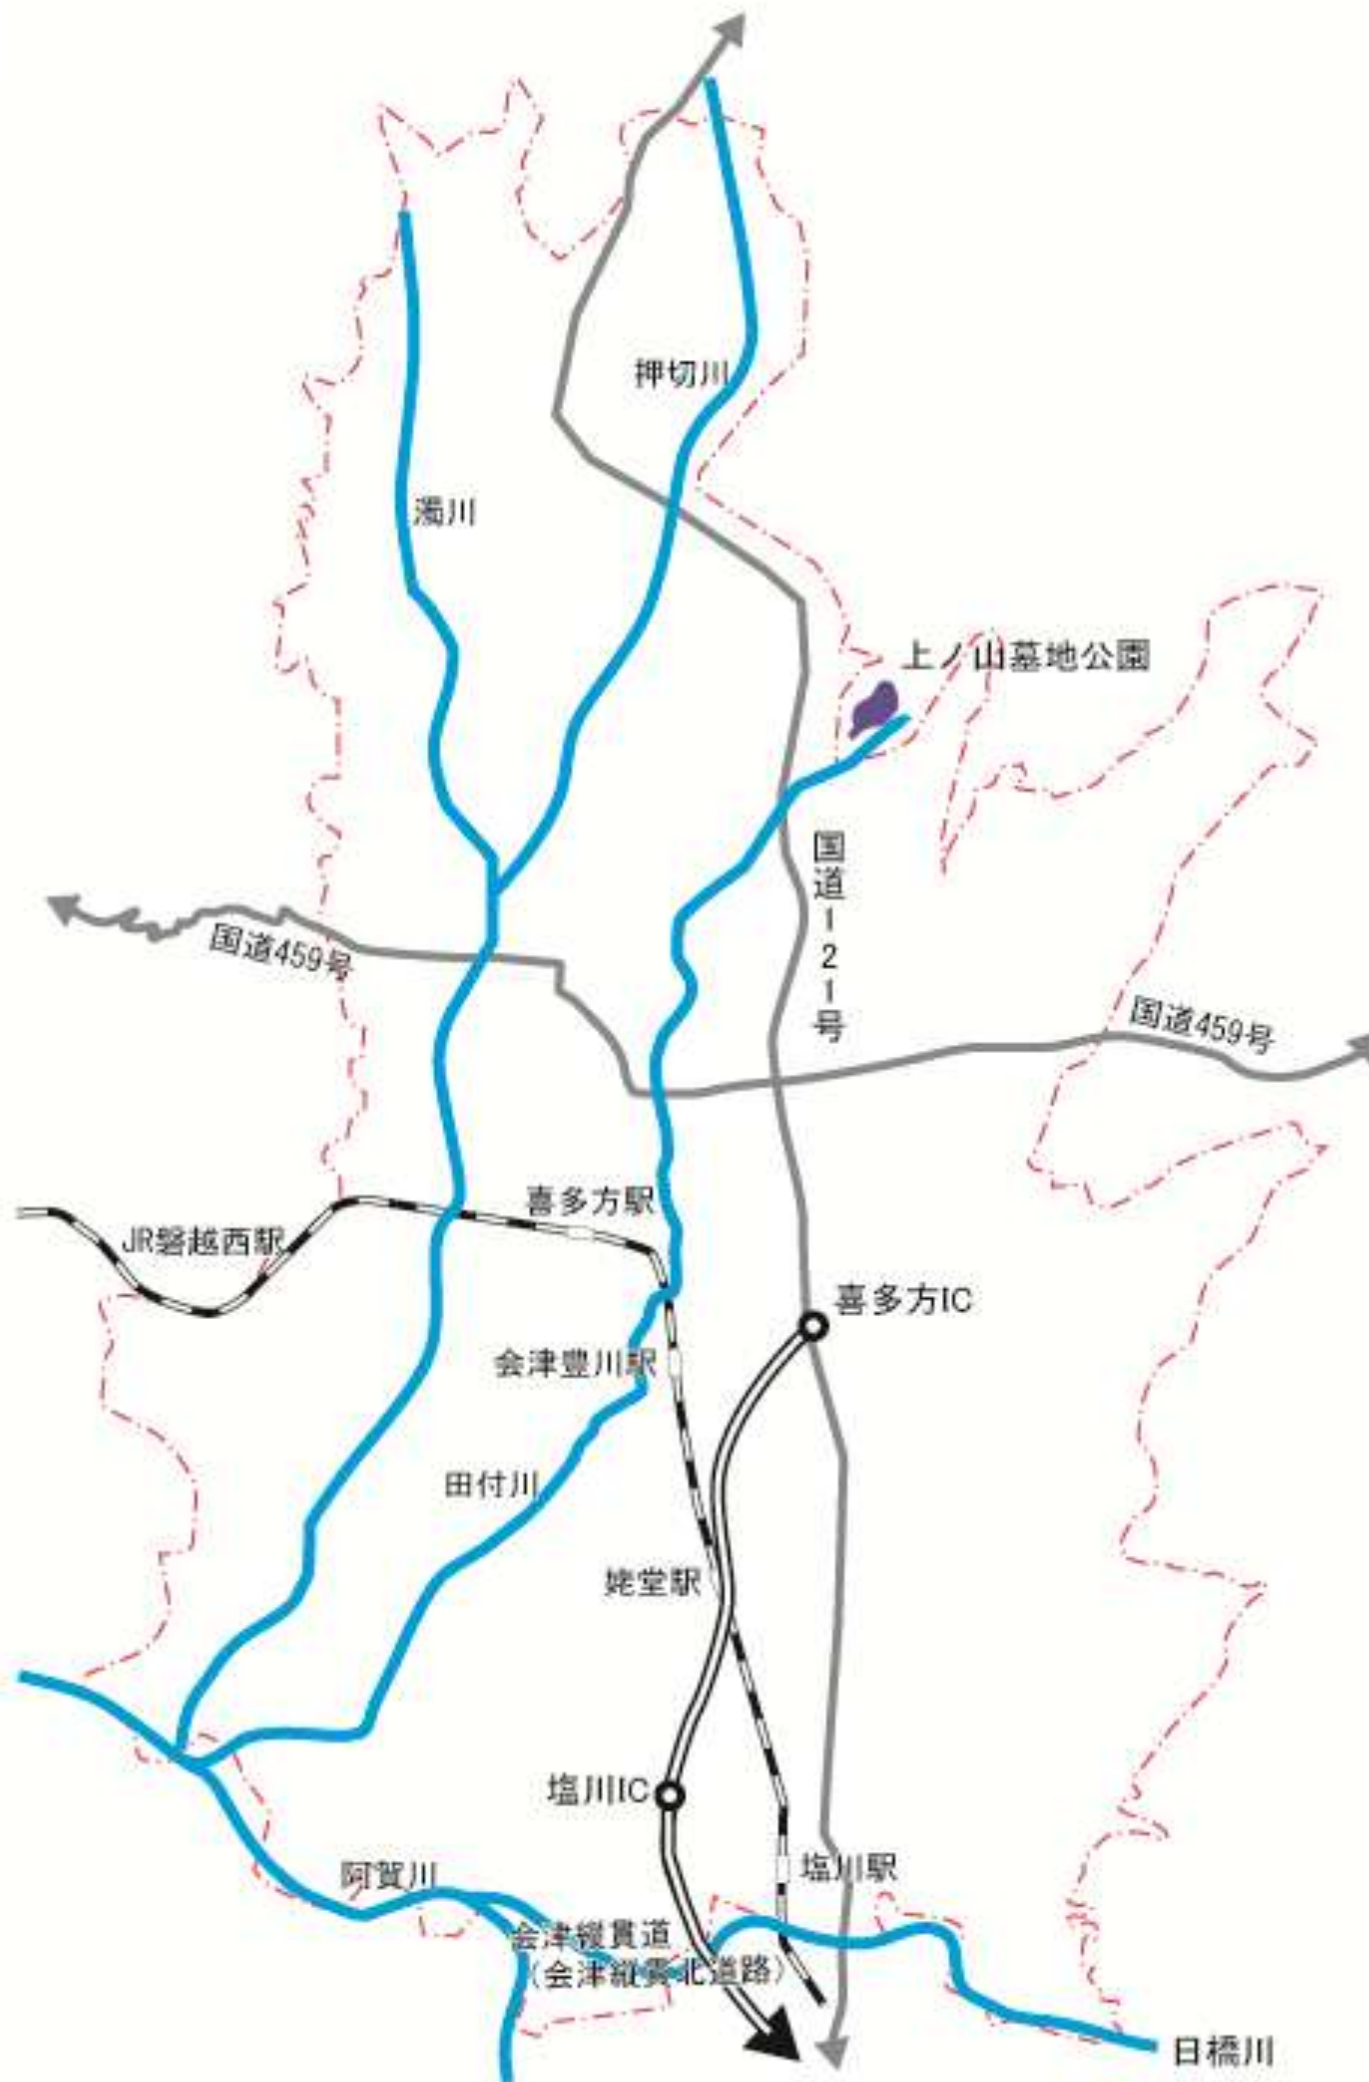 押切川
濁川
上ノ山墓地公園
国道121号
国道459号
国道459号
喜多方駅
JR磐越西駅
喜多方IC
会津豊川駅
田付川
姥堂駅
塩川IC
塩川駅
阿賀川
会津縦貫道
（会津縦貫北道路）
日橋川